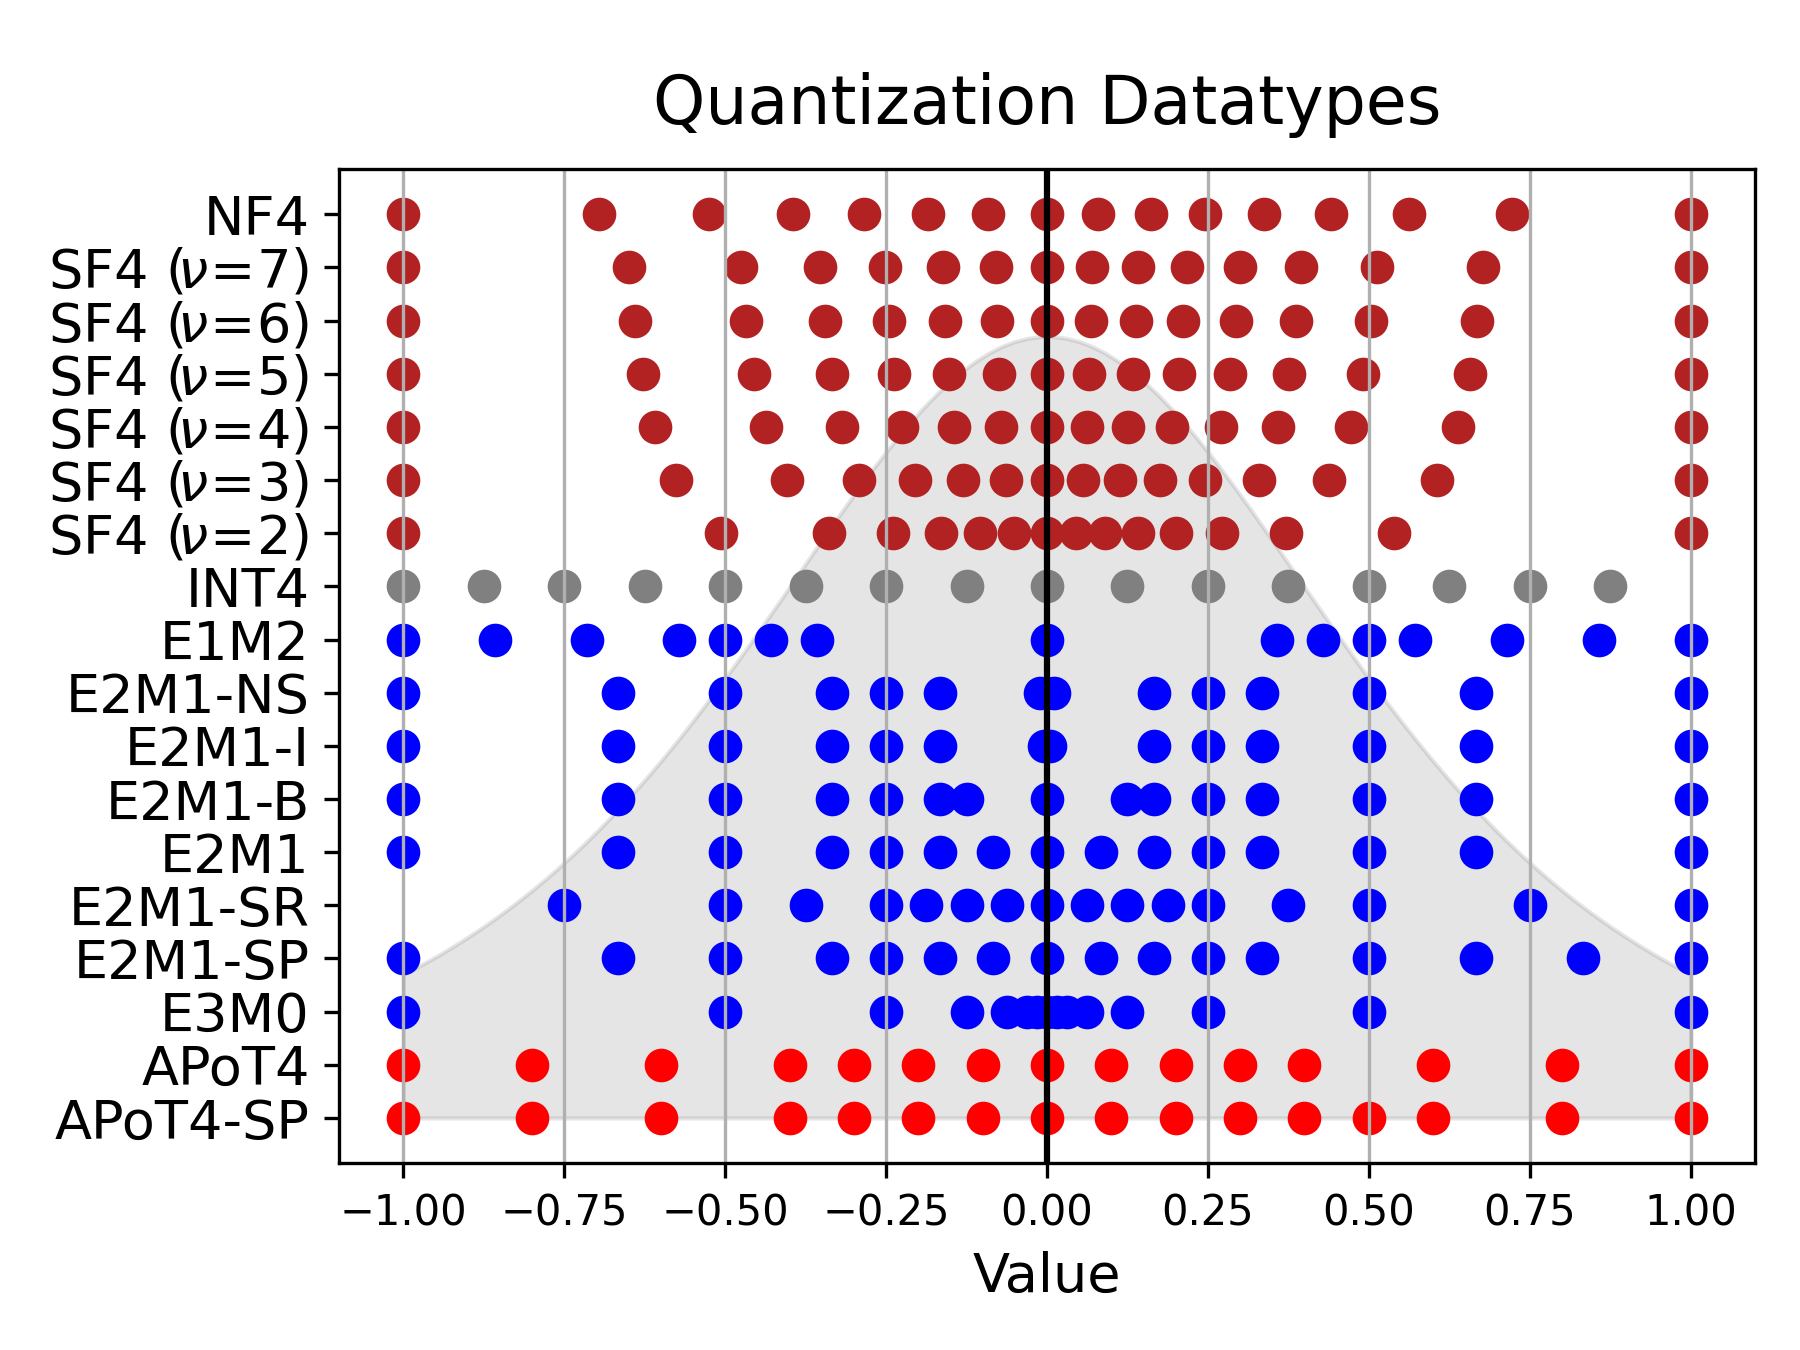 Quantization Datatypes
NF4
SF4 (ν=7)
SF4 (ν=6)
SF4 (ν=5)
SF4 (ν=4)
SF4 (ν=3)
SF4 (ν=2)
INT4
E1M2
E2M1-NS
E2M1-I
E2M1-B
E2M1
E2M1-SR
E2M1-SP
E3M0
APoT4
APoT4-SP
−1.00 −0.75 −0.50 −0.25 0.00 0.25 0.50 0.75 1.00
Value